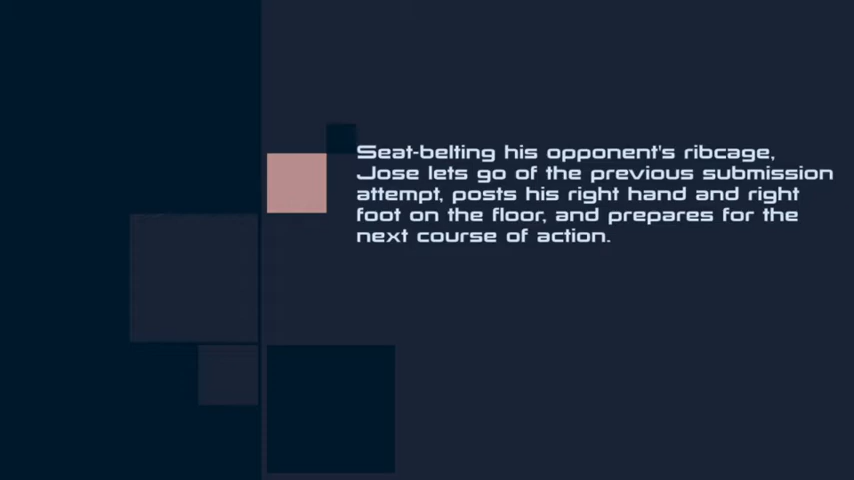 Seat-belting his opponent's ribcage,
Jose lets go of the previous submission
attempt, posts his right hand and right
foot on the floor, and prepares for the
next course of action.